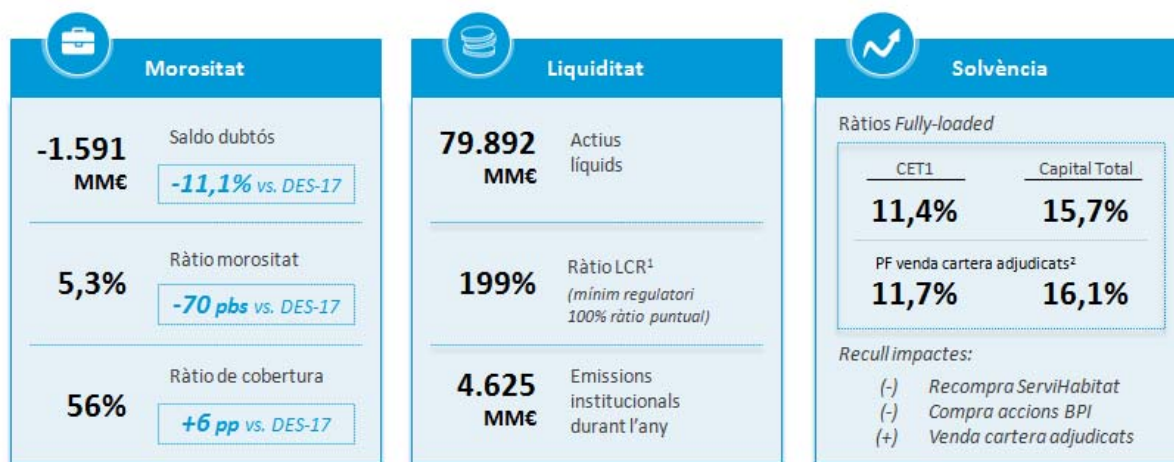 Morositat
-1.591
MM€
Saldo dubtós
-11,1% vs. DES-17
5,3%
Ràtio morositat
-70 pbs vs. DES-17
56%
Ràtio de cobertura
+6 pp vs. DES-17
Liquiditat
79.892
MM€
Actius
líquids
199%
Ràtio LCR¹
(mínim regulatori
100% ràtio puntual)
4.625
MM€
Emissions
institucionals
durant l'any
Solvència
Ràtios Fully-loaded
CET1 Capital Total
11,4% 15,7%
PF venda cartera adjudicats²
11,7% 16,1%
Recull impactes:
(-) Recompra ServiHabitat
(-) Compra accions BPI
(+) Venda cartera adjudicats